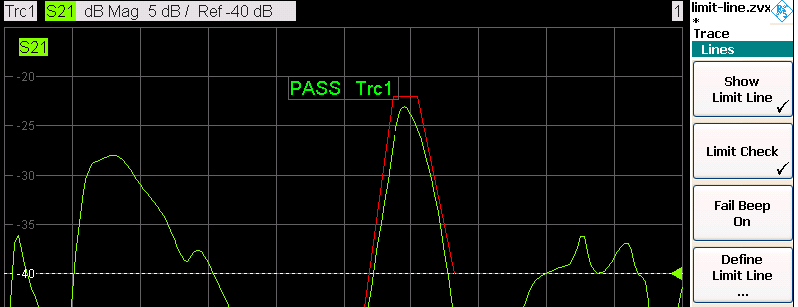 Trc1 S21 dB Mag 5 dB / Ref -40 dB 1
limit-line.zvx
*
Trace
Lines
S21
-20
PASS Trc1
-25
-30
-35
-40
Show
Limit Line
✓
Limit Check
✓
Fail Beep
On
Define
Limit Line
...